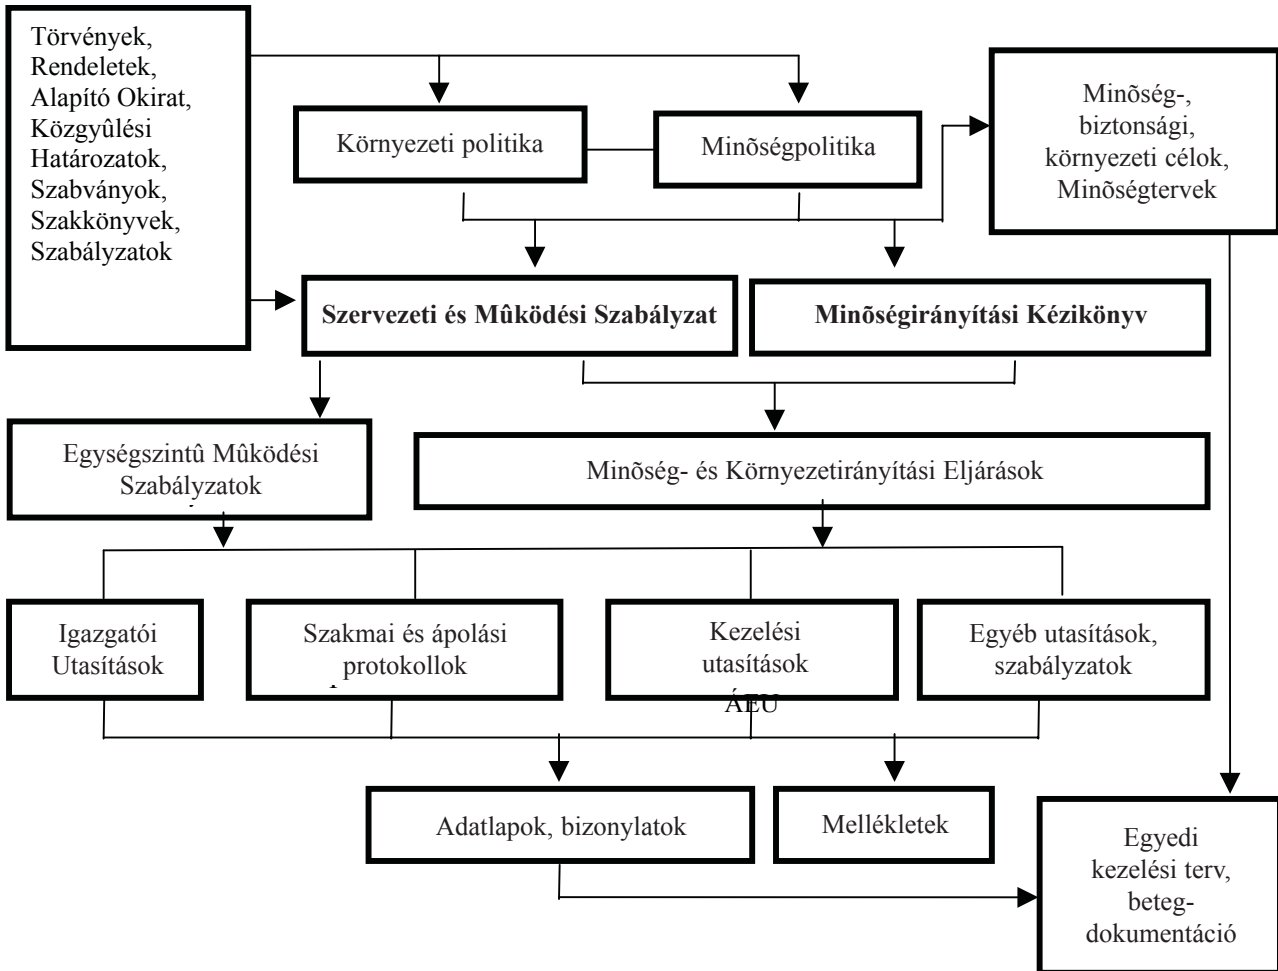 Törvények,
Rendeletek,
Alapító Okirat,
Közgyûlési
Határozatok,
Szabványok,
Szakkönyvek,
Szabályzatok
Környezeti politika
Minõségpolitika
Minõség-,
biztonsági,
környezeti célok,
Minõségtervek
Szervezeti és Mûködési Szabályzat
Minõségirányítási Kézikönyv
Egységszintû Mûködési
Szabályzatok
Minõség- és Környezetirányítási Eljárások
Igazgatói
Utasítások
Szakmai és ápolási
protokollok
Kezelési
utasítások
ÁEU
Egyéb utasítások,
szabályzatok
Adatlapok, bizonylatok
Mellékletek
Egyedi
kezelési terv,
beteg-
dokumentáció